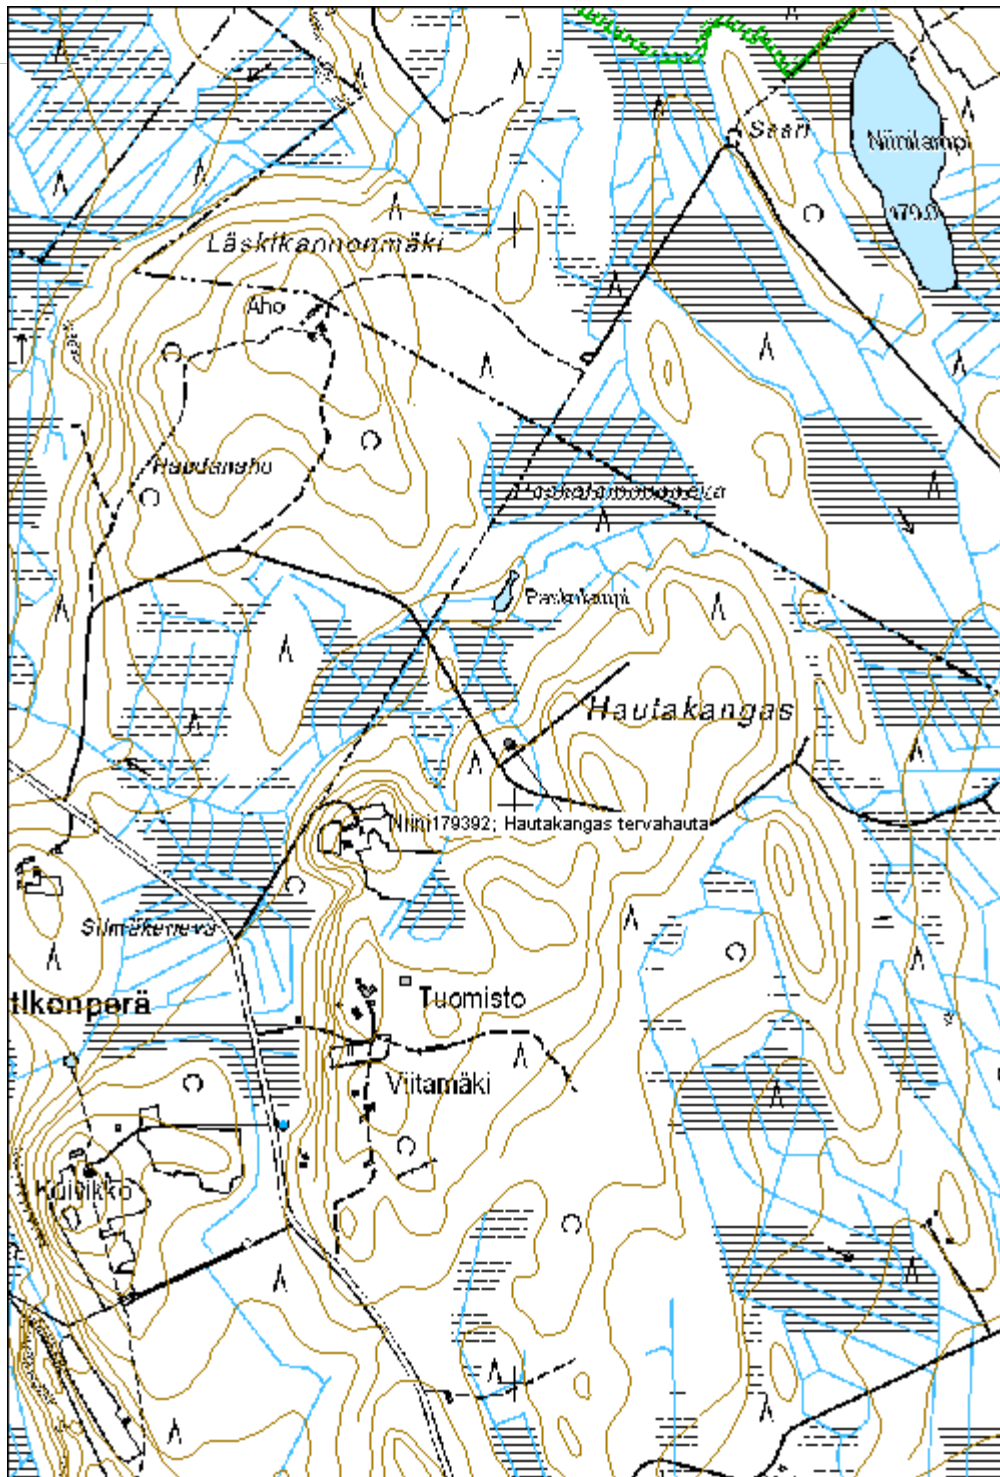 Saari
Niinilampi
179.0
Läskikannonmäki
Aho
Haudanaho
Paskolampi
Hautakangas
Niini179392; Hautakangas tervahauta
Silmäkeneva
Tuomisto
Viitamäki
Kuivikko